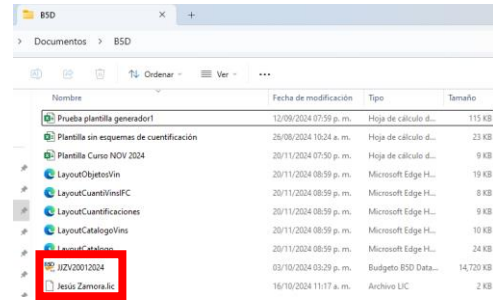 B5D
Documentos > B5D
Ordenar Ver
Nombre Fecha de modificación Tipo Tamaño
Prueba plantilla generador1 12/09/2024 07:59 p. m. Hoja de cálculo d... 115 KB
Plantilla sin esquemas de cuentificación 26/08/2024 10:24 a. m. Hoja de cálculo d... 23 KB
Plantilla Curso NOV 2024 20/11/2024 07:50 p. m. Hoja de cálculo d... 9 KB
LayoutObjetosVin 20/11/2024 08:59 p. m. Microsoft Edge H... 19 KB
LayoutCuantiVinsIFC 20/11/2024 08:59 p. m. Microsoft Edge H... 8 KB
LayoutCuantificaciones 20/11/2024 08:59 p. m. Microsoft Edge H... 9 KB
LayoutCatalogoVins 20/11/2024 08:59 p. m. Microsoft Edge H... 10 KB
LayoutCatalogo 20/11/2024 08:59 p. m. Microsoft Edge H... 24 KB
JJZV20012024 03/10/2024 03:29 p. m. Budgeto B5D Data... 14,720 KB
Jesús Zamora.lic 16/10/2024 11:17 a. m. Archivo LIC 2 KB